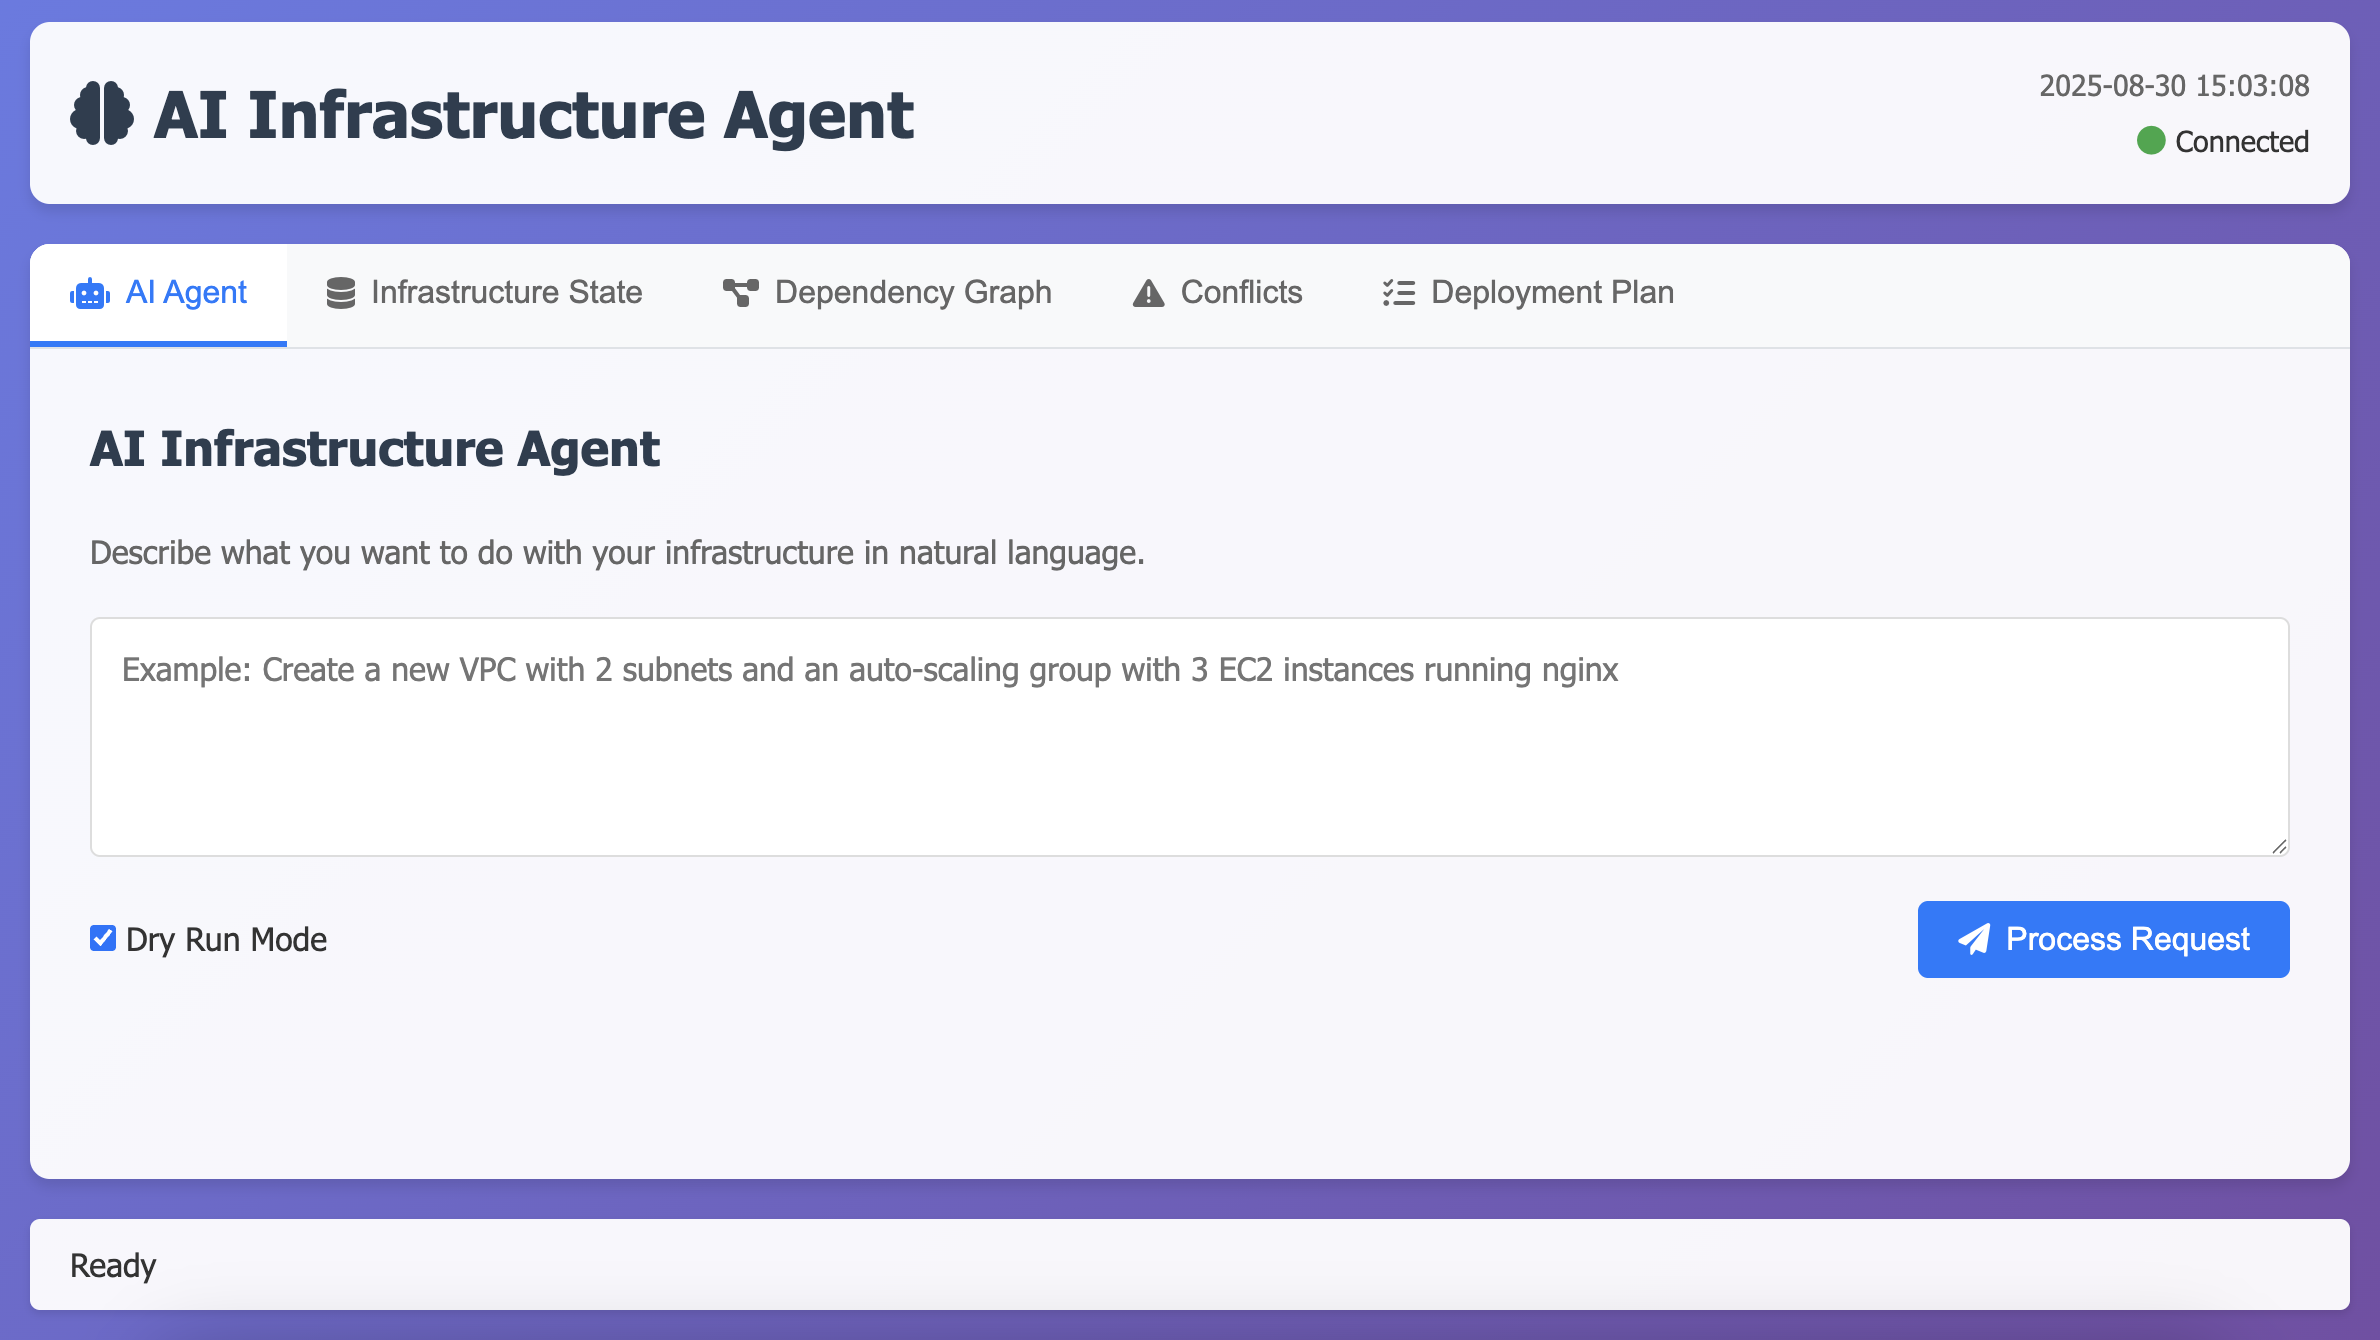 AI Infrastructure Agent
2025-08-30 15:03:08
Connected
AI Agent
Infrastructure State
Dependency Graph
Conflicts
Deployment Plan
AI Infrastructure Agent
Describe what you want to do with your infrastructure in natural language.
Example: Create a new VPC with 2 subnets and an auto-scaling group with 3 EC2 instances running nginx
Dry Run Mode
Process Request
Ready